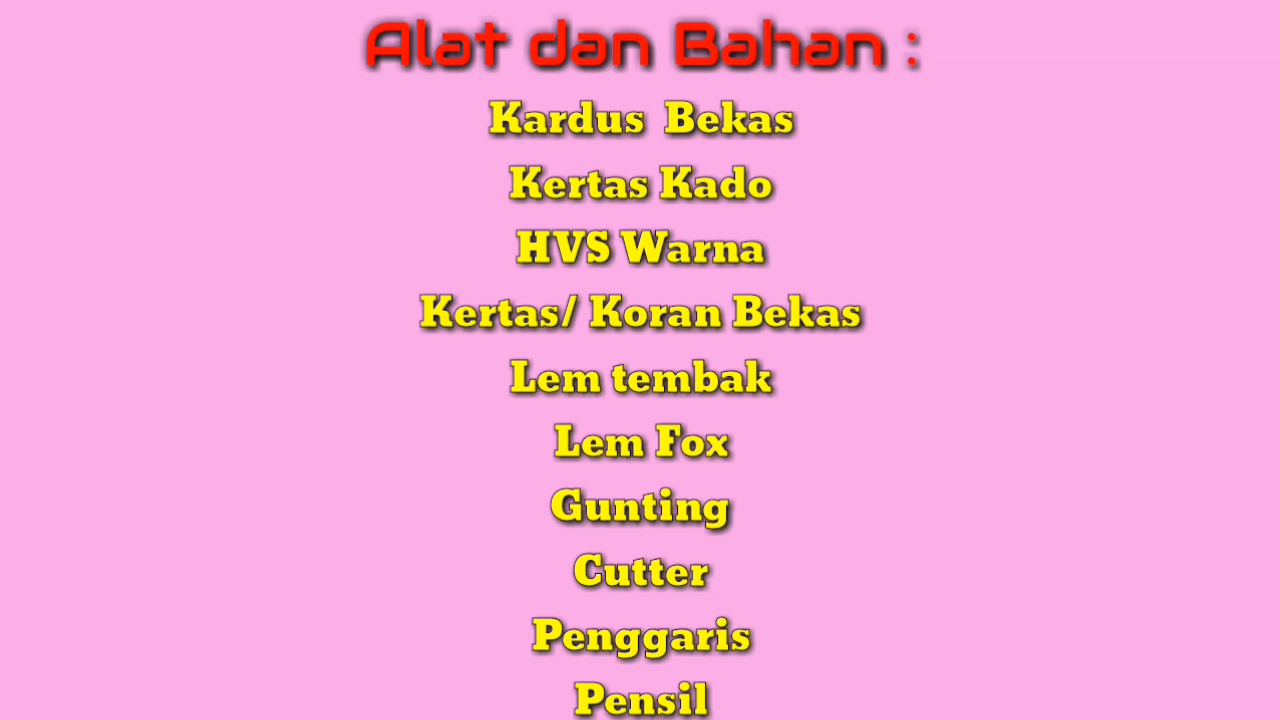 Alat dan Bahan :
Kardus Bekas
Kertas Kado
HVS Warna
Kertas/ Koran Bekas
Lem tembak
Lem Fox
Gunting
Cutter
Penggaris
Pensil